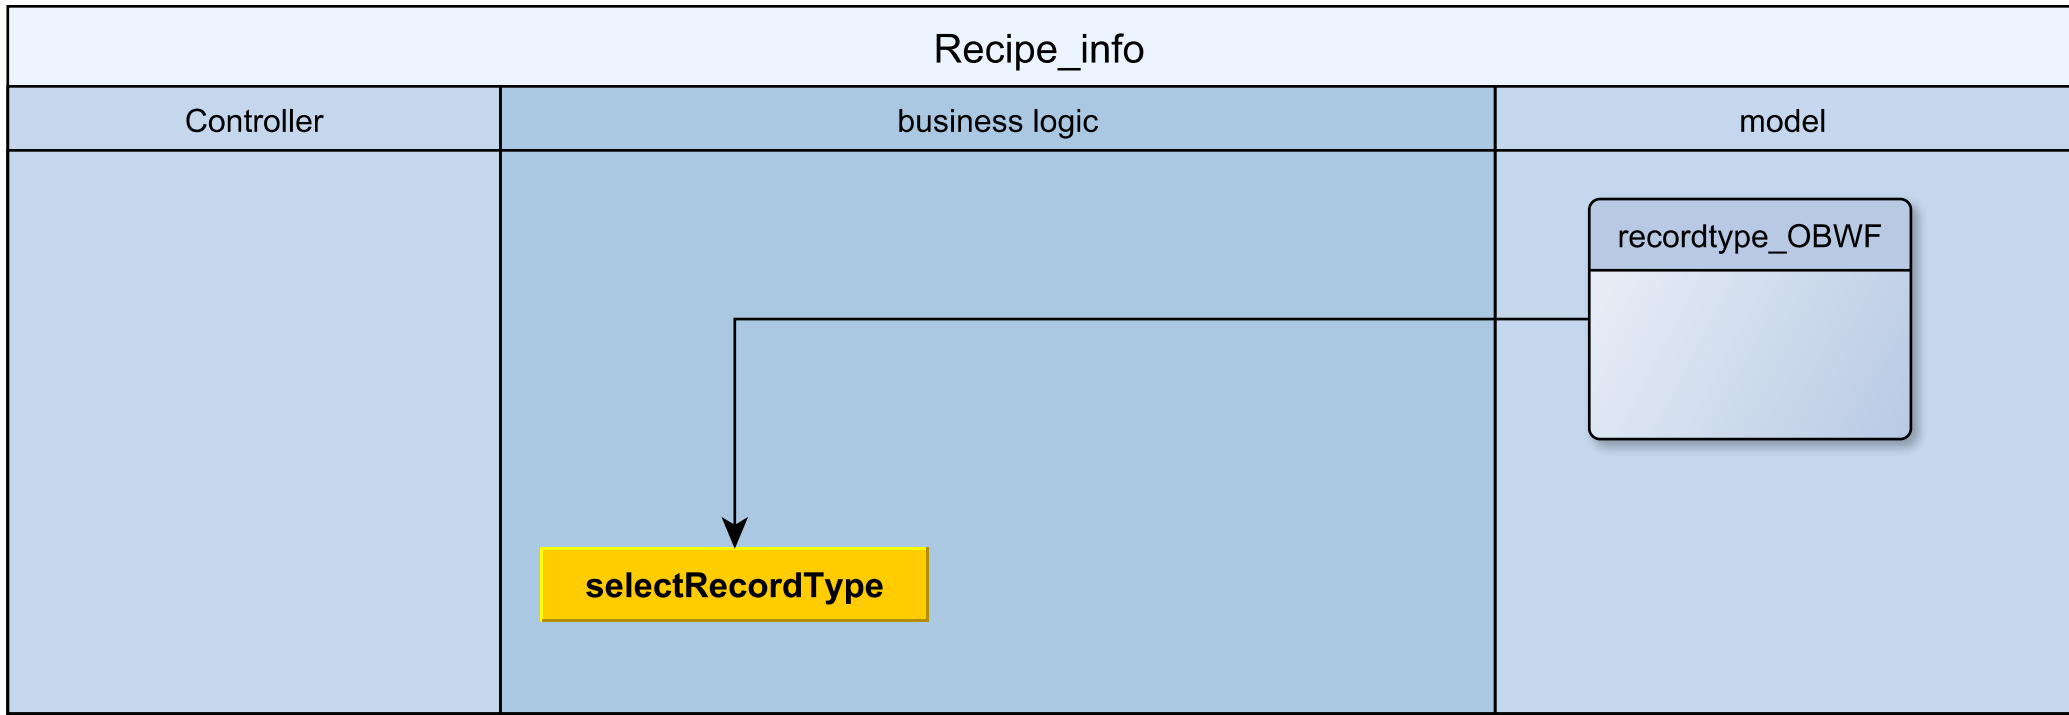 Recipe_info
Controller
business logic
model
recordtype_OBWF
selectRecordType